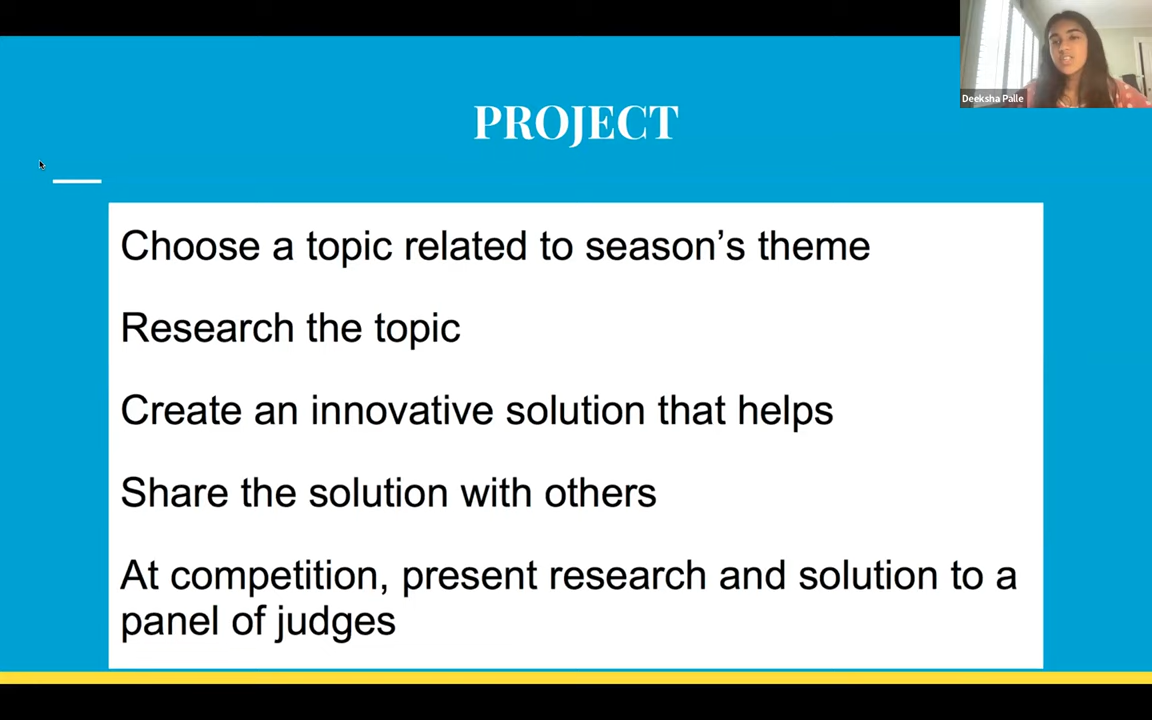 PROJECT
Deeksha Palle
Choose a topic related to season’s theme
Research the topic
Create an innovative solution that helps
Share the solution with others
At competition, present research and solution to a
panel of judges